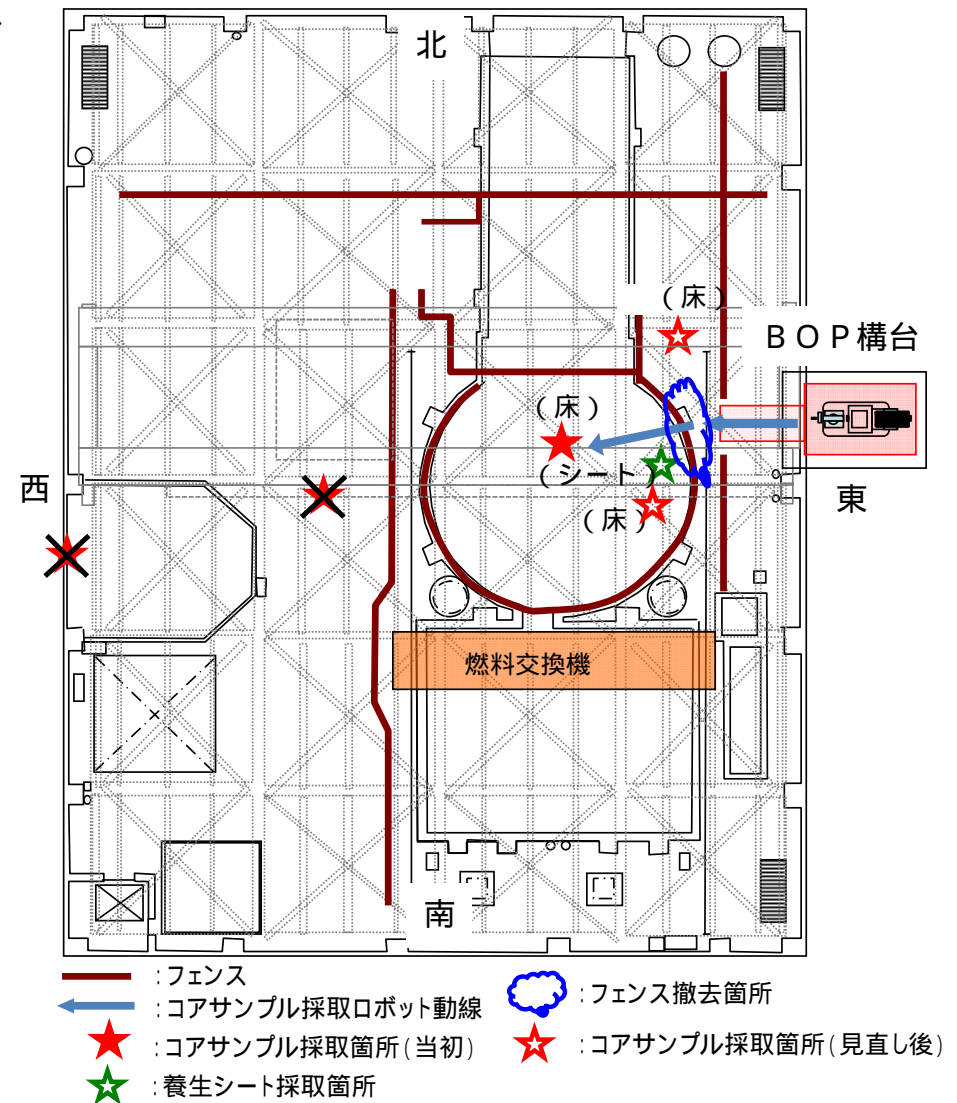 北
(床)
BOP構台
(床)
(シート)
西
東
(床)
燃料交換機
南
:フェンス
:フェンス撤去箇所
:コアサンプル採取ロボット動線
:コアサンプル採取箇所(当初)
:コアサンプル採取箇所(見直し後)
:養生シート採取箇所